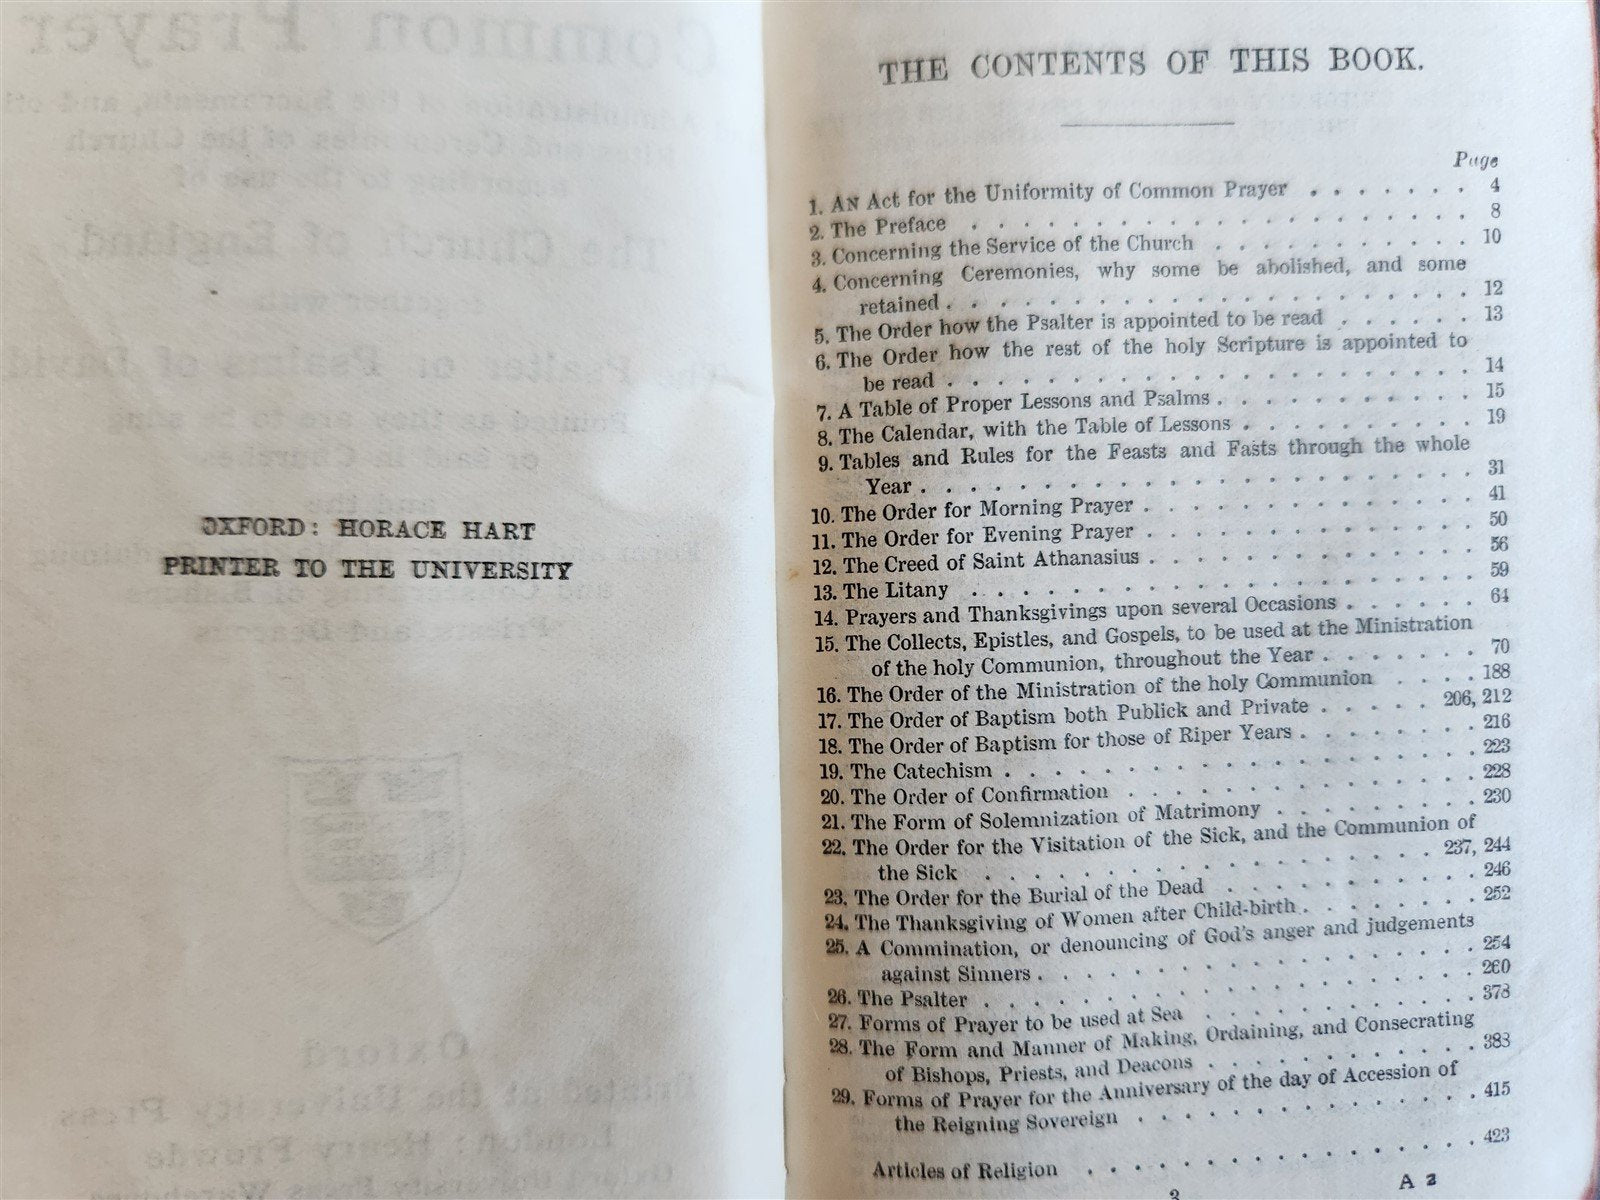 OXFORD: HORACE HART
PRINTER TO THE UNIVERSITY
THE CONTENTS OF THIS BOOK.
Page
1. AN Act for the Uniformity of Common Prayer . . . . . . . 4
2. The Preface . . . . . . . . . . . . . . . . . . . . . 8
3. Concerning the Service of the Church . . . . . . . . . . . 10
4. Concerning Ceremonies, why some be abolished, and some
retained . . . . . . . . . . . . . . . . . . . . . 12
5. The Order how the Psalter is appointed to be read . . . . . . 13
6. The Order how the rest of the holy Scripture is appointed to
be read . . . . . . . . . . . . . . . . . . . . . 14
7. A Table of Proper Lessons and Psalms . . . . . . . . . . . 15
8. The Calendar, with the Table of Lessons . . . . . . . . . . 19
9. Tables and Rules for the Feasts and Fasts through the whole
Year . . . . . . . . . . . . . . . . . . . . . . 31
10. The Order for Morning Prayer . . . . . . . . . . . . . . 41
11. The Order for Evening Prayer . . . . . . . . . . . . . . 50
12. The Creed of Saint Athanasius . . . . . . . . . . . . . . 56
13. The Litany . . . . . . . . . . . . . . . . . . . . . 59
14. Prayers and Thanksgivings upon several Occasions . . . . . . 64
15. The Collects, Epistles, and Gospels, to be used at the Ministration
of the holy Communion, throughout the Year . . . . . . . 70
16. The Order of the Ministration of the holy Communion . . . . 188
17. The Order of Baptism both Publick and Private . . . . . 206, 212
18. The Order of Baptism for those of Riper Years . . . . . . . . 216
19. The Catechism . . . . . . . . . . . . . . . . . . . . 223
20. The Order of Confirmation . . . . . . . . . . . . . . . 228
21. The Form of Solemnization of Matrimony . . . . . . . . . 230
22. The Order for the Visitation of the Sick, and the Communion of
the Sick . . . . . . . . . . . . . . . . . . . 237, 244
23. The Order for the Burial of the Dead . . . . . . . . . . . 246
24. The Thanksgiving of Women after Child-birth . . . . . . . . 252
25. A Commination, or denouncing of God's anger and judgements
against Sinners . . . . . . . . . . . . . . . . . . 254
26. The Psalter . . . . . . . . . . . . . . . . . . . . . 260
27. Forms of Prayer to be used at Sea . . . . . . . . . . . . 378
28. The Form and Manner of Making, Ordaining, and Consecrating
of Bishops, Priests, and Deacons . . . . . . . . . . . . 383
29. Forms of Prayer for the Anniversary of the day of Accession of
the Reigning Sovereign . . . . . . . . . . . . . . . 415
Articles of Religion . . . . . . . . . . . . . . . . . 423
3 A 2